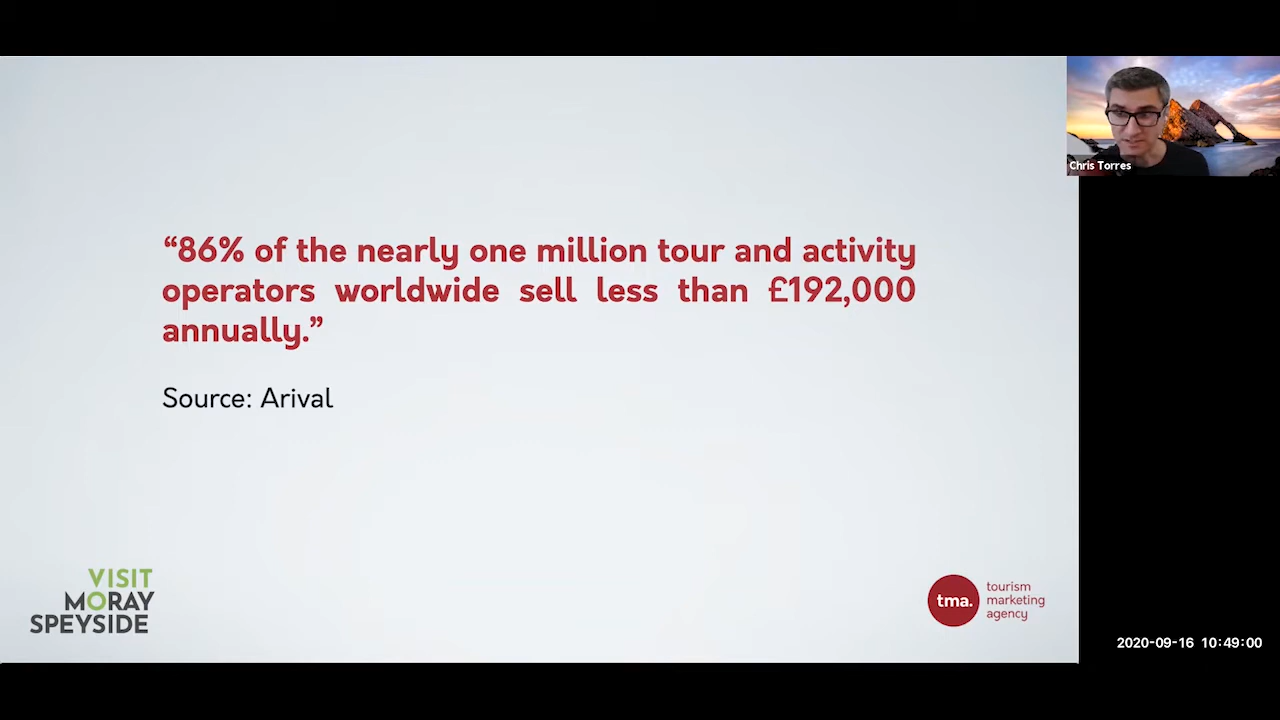 Chris Torres
“86% of the nearly one million tour and activity
operators worldwide sell less than £192,000
annually.”
Source: Arival
VISIT
MORAY
SPEYSIDE
tma.
tourism
marketing
agency
2020-09-16 10:49:00